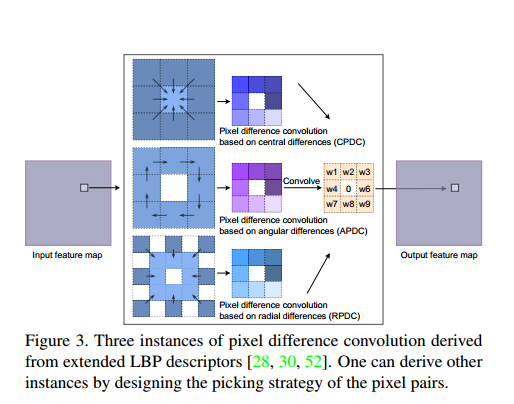 Pixel difference convolution
based on central differences (CPDC)
Convolve
w1 w2 w3
w4 0 w6
w7 w8 w9
Pixel difference convolution
based on angular differences (APDC)
Input feature map
Output feature map
Pixel difference convolution
based on radial differences (RPDC)
Figure 3. Three instances of pixel difference convolution derived
from extended LBP descriptors [28, 30, 52]. One can derive other
instances by designing the picking strategy of the pixel pairs.